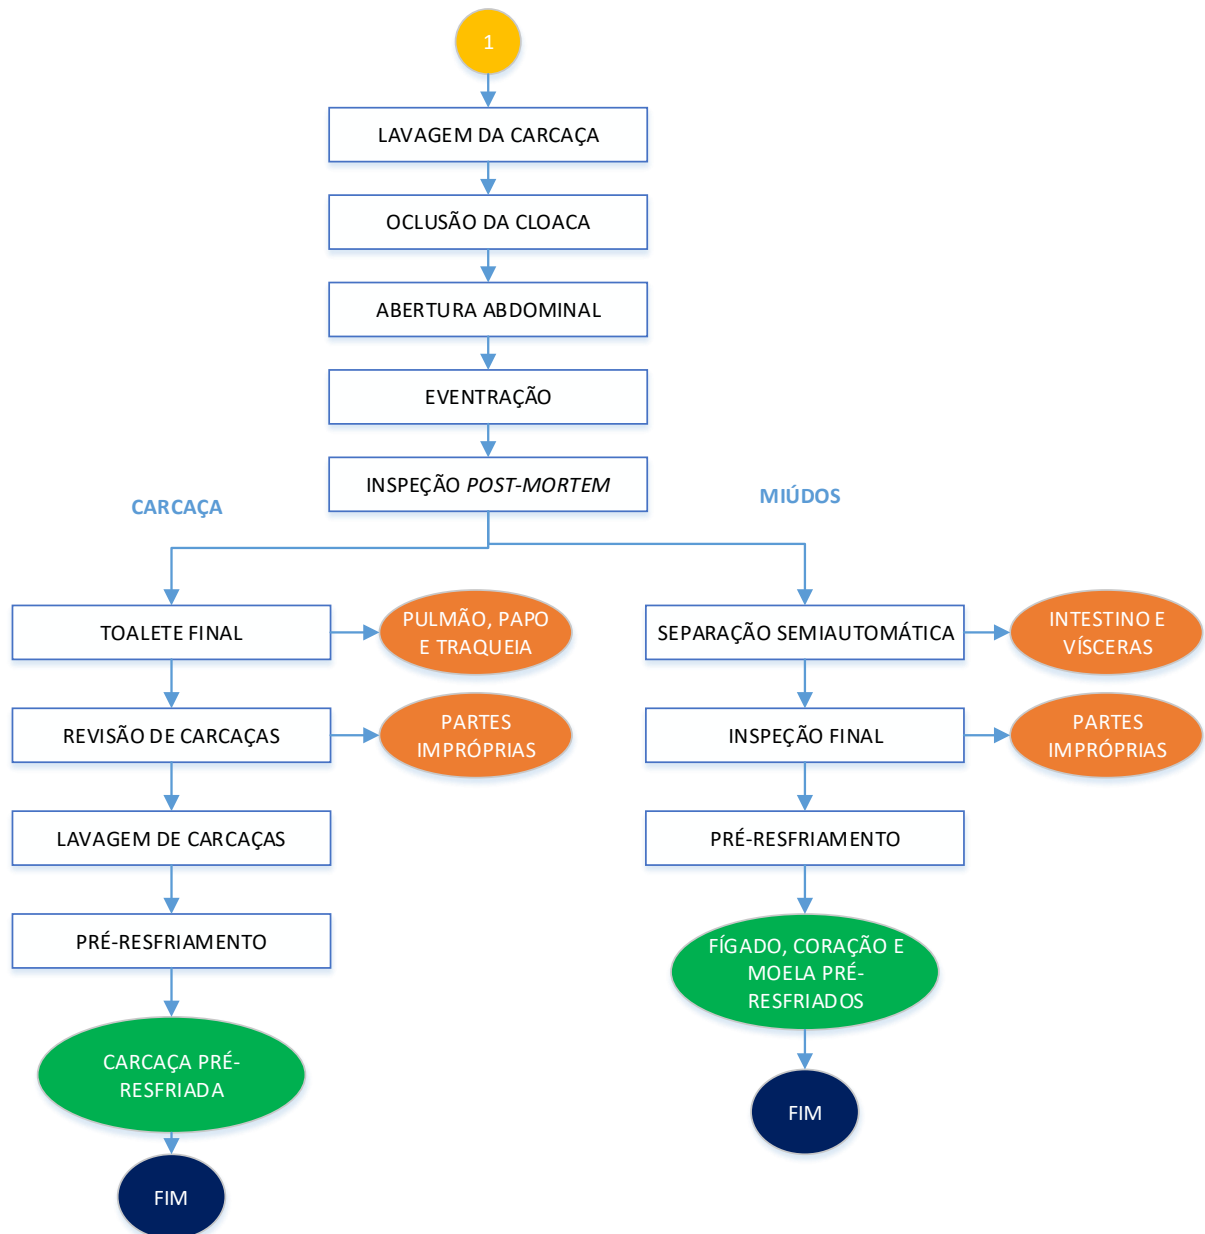 1
LAVAGEM DA CARCAÇA
OCLUSÃO DA CLOACA
ABERTURA ABDOMINAL
EVENTRAÇÃO
INSPEÇÃO POST-MORTEM
CARCAÇA
MIÚDOS
TOALETE FINAL
PULMÃO, PAPO
E TRAQUEIA
SEPARAÇÃO SEMIAUTOMÁTICA
INTESTINO E
VÍSCERAS
REVISÃO DE CARCAÇAS
PARTES
IMPRÓPRIAS
INSPEÇÃO FINAL
PARTES
IMPRÓPRIAS
LAVAGEM DE CARCAÇAS
PRÉ-RESFRIAMENTO
PRÉ-RESFRIAMENTO
FÍGADO, CORAÇÃO E
MOELA PRÉ-
RESFRIADOS
CARCAÇA PRÉ-
RESFRIADA
FIM
FIM